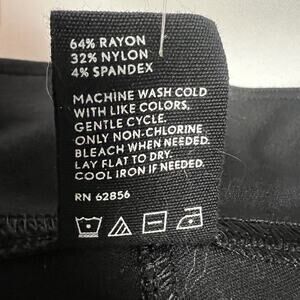 64% RAYON
32% NYLON
4% SPANDEX
MACHINE WASH COLD
WITH LIKE COLORS,
GENTLE CYCLE.
ONLY NON-CHLORINE
BLEACH WHEN NEEDED.
LAY FLAT TO DRY.
COOL IRON IF NEEDED.
RN 62856